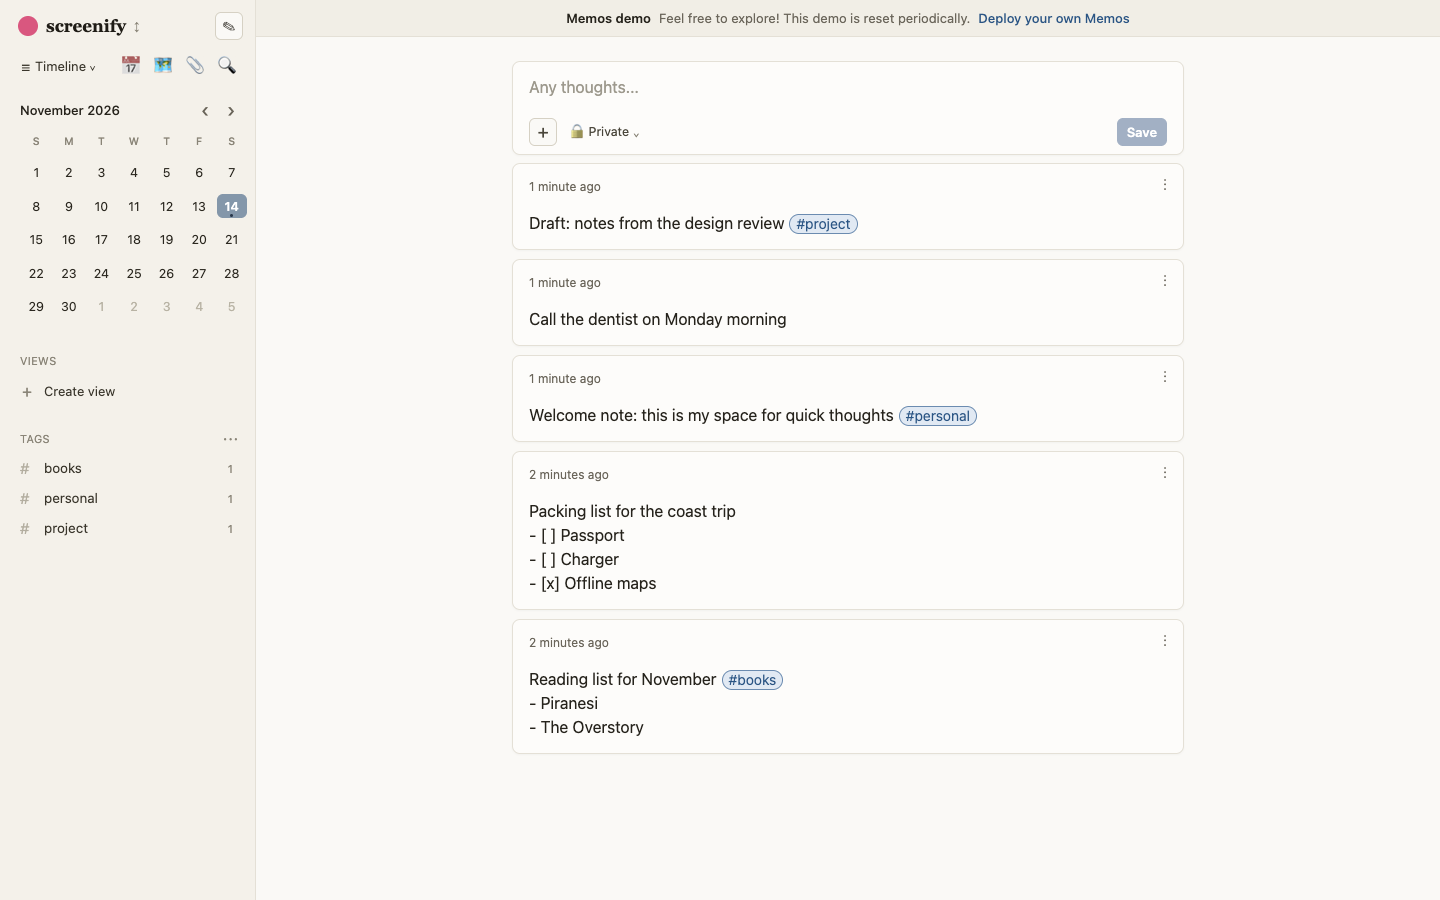 screenify
Timeline
November 2026
S M T W T F S
1 2 3 4 5 6 7
8 9 10 11 12 13 14
15 16 17 18 19 20 21
22 23 24 25 26 27 28
29 30 1 2 3 4 5
VIEWS
+ Create view
TAGS
# books 1
# personal 1
# project 1
Memos demo Feel free to explore! This demo is reset periodically. Deploy your own Memos
Any thoughts...
+ Private
Save
1 minute ago
Draft: notes from the design review #project
1 minute ago
Call the dentist on Monday morning
1 minute ago
Welcome note: this is my space for quick thoughts #personal
2 minutes ago
Packing list for the coast trip
- [ ] Passport
- [ ] Charger
- [x] Offline maps
2 minutes ago
Reading list for November #books
- Piranesi
- The Overstory